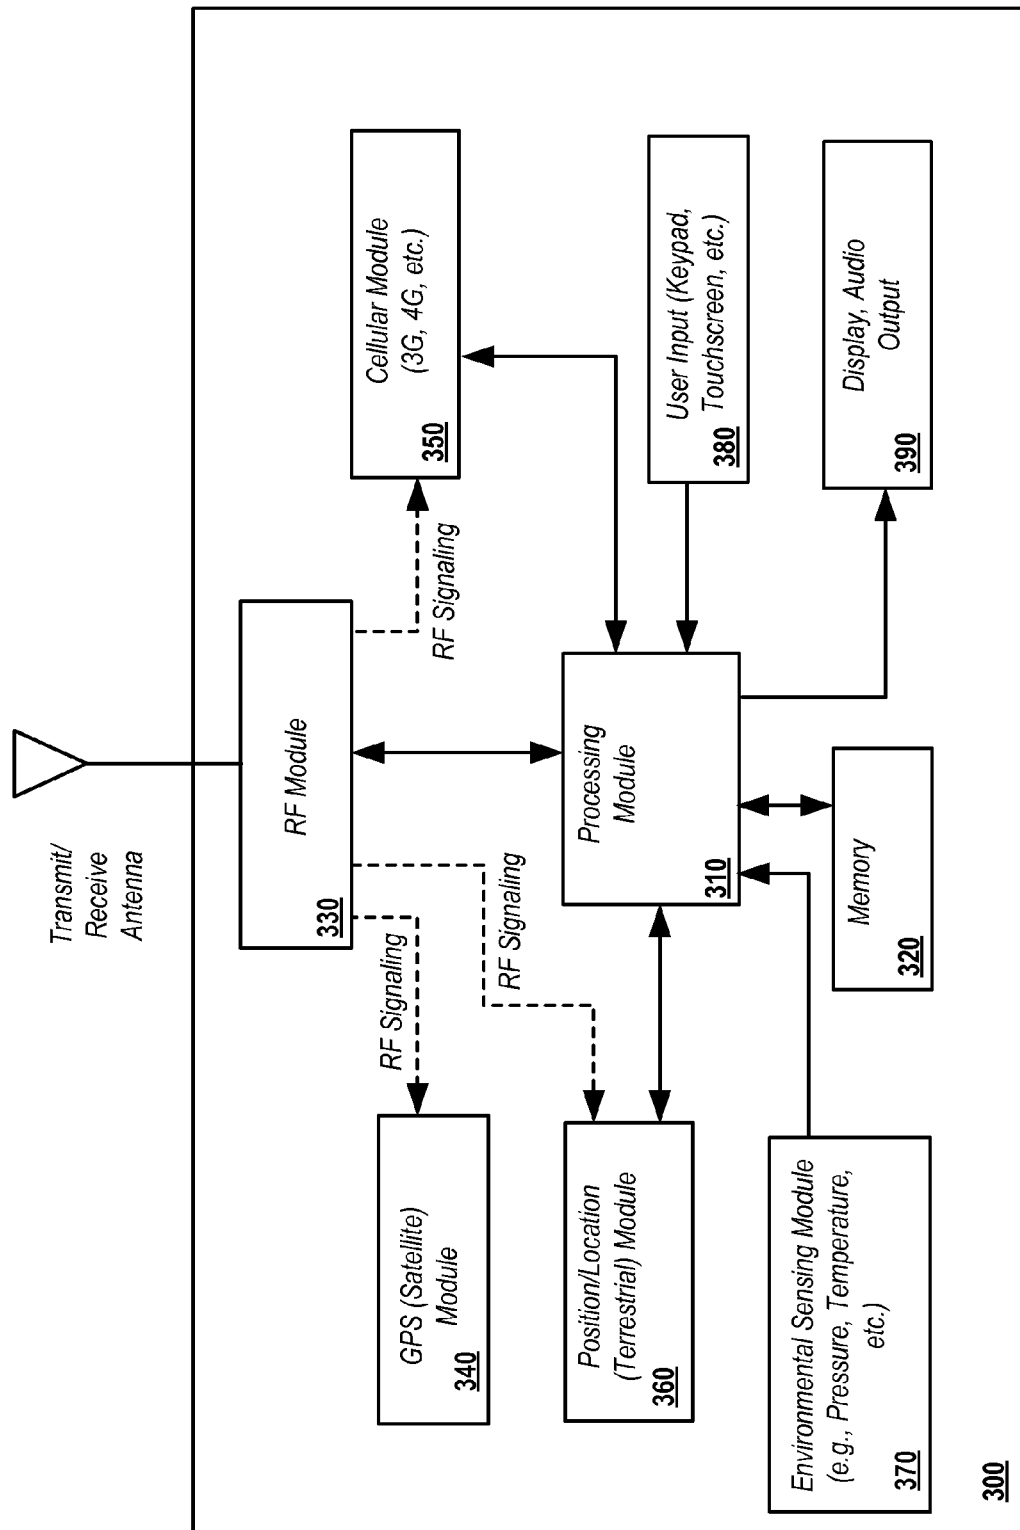 Transmit/
Receive
Antenna
RF Module
330
RF Signaling
RF Signaling
RF Signaling
GPS (Satellite)
Module
340
Cellular Module
(3G, 4G, etc.)
350
Position/Location
(Terrestrial) Module
360
Processing
Module
310
User Input (Keypad,
Touchscreen, etc.)
380
Environmental Sensing Module
(e.g., Pressure, Temperature,
etc.)
370
Memory
320
Display, Audio
Output
390
300